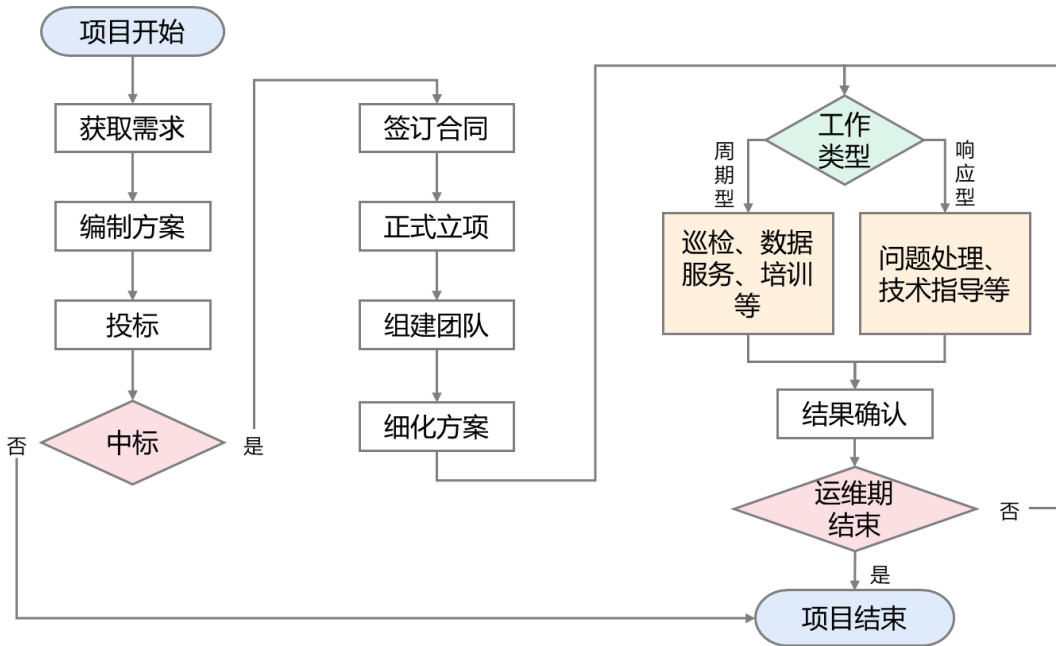 项目开始
获取需求
编制方案
投标
中标
否
是
签订合同
正式立项
组建团队
细化方案
工作
类型
周期型
响应型
巡检、数据
服务、培训
等
问题处理、
技术指导等
结果确认
运维期
结束
否
是
项目结束